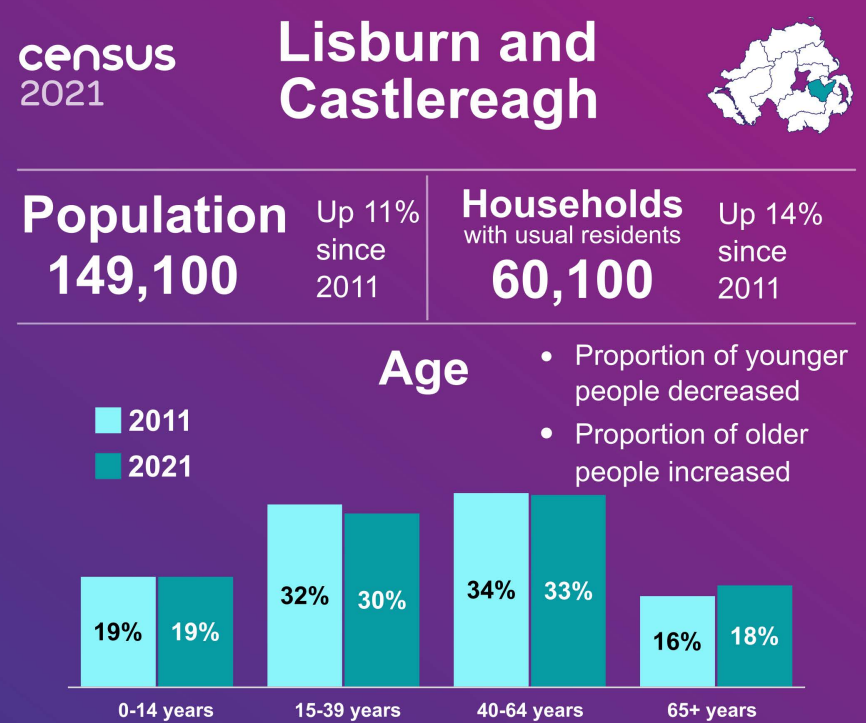 census
2021
Lisburn and
Castlereagh
Population
149,100
Up 11%
since
2011
Households
with usual residents
60,100
Up 14%
since
2011
Age
• Proportion of younger
people decreased
• Proportion of older
people increased
2011
2021
19%
19%
32%
30%
34%
33%
16%
18%
0-14 years
15-39 years
40-64 years
65+ years